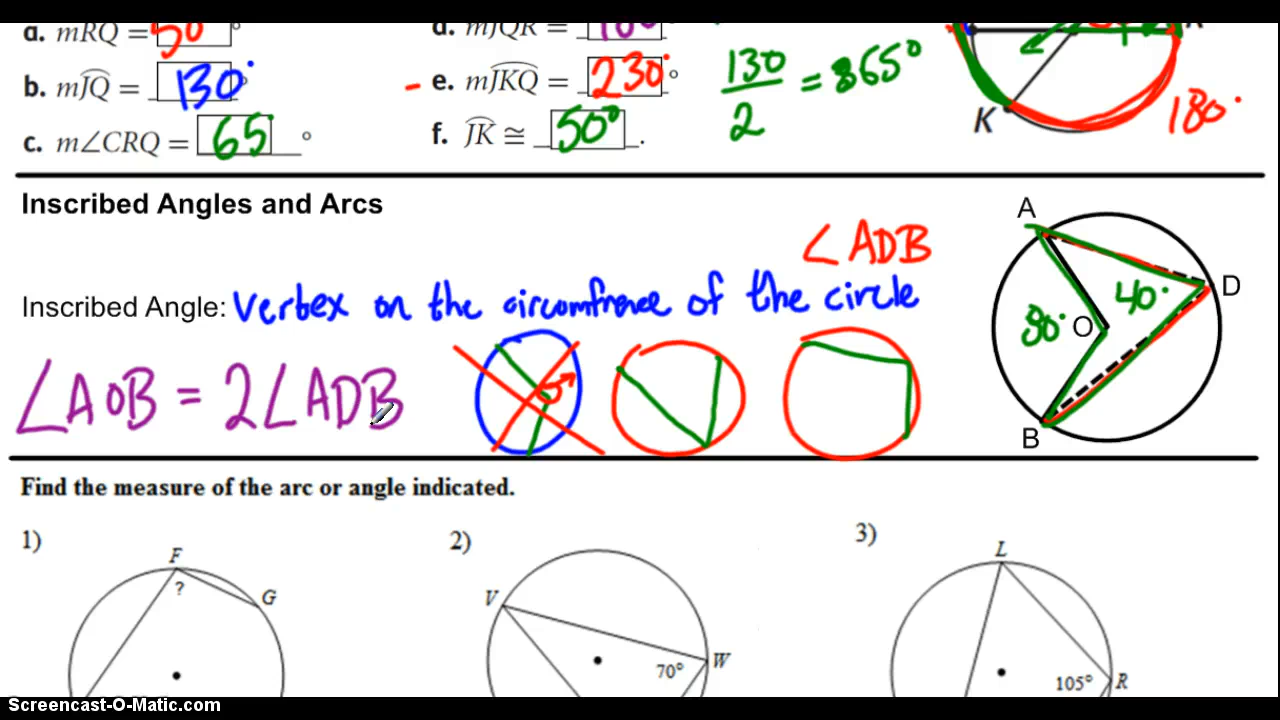 a. mRQ = 50°
b. mJQ = 130° °
c. m∠CRQ = 65 °
- e. mJKQ = 230° °
f. JK ≅ 50° .
130
2
= 865°
K
180°
Inscribed Angles and Arcs
∠ADB
Inscribed Angle: Vertex on the circumfrence of the circle
∠AOB = 2∠ADB
A
D
40°
80°
O
B
Find the measure of the arc or angle indicated.
1)
F
?
G
2)
V
W
70°
3)
L
105°
R
Screencast-O-Matic.com